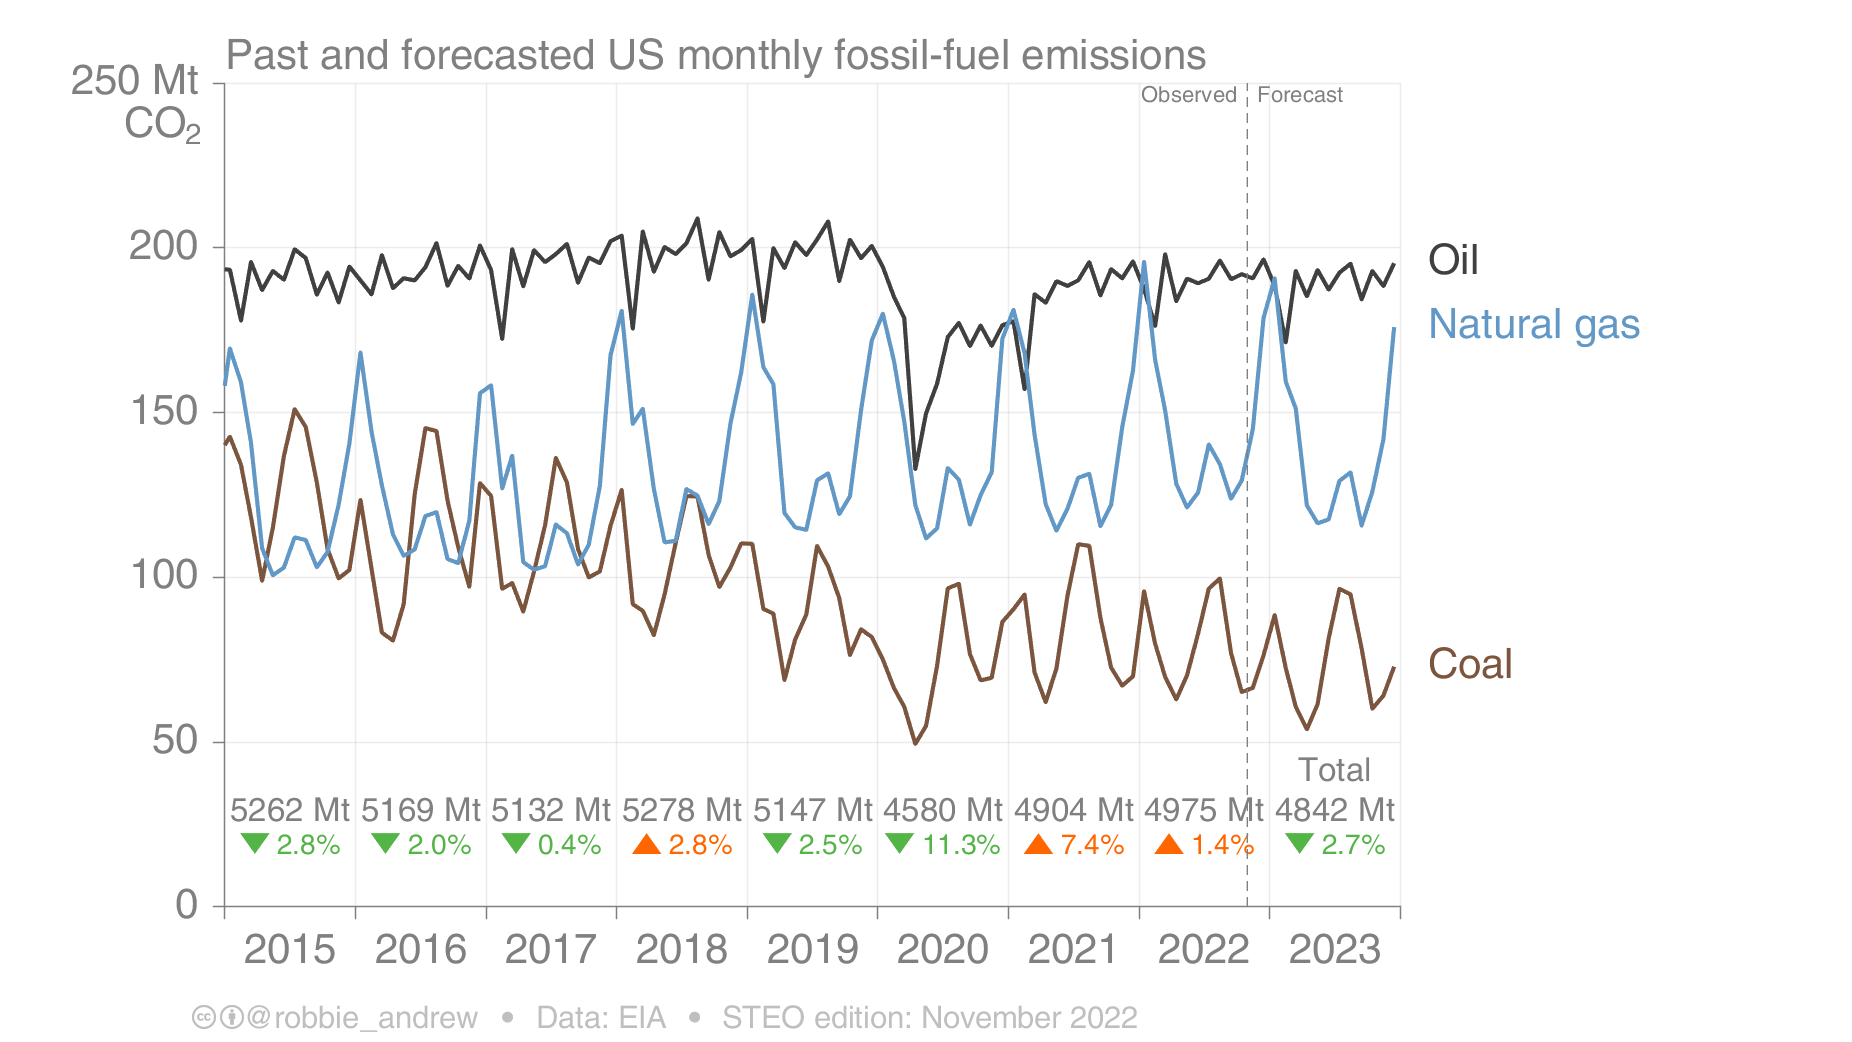 Past and forecasted US monthly fossil-fuel emissions
250 Mt
CO₂
Observed
Forecast
200
150
100
50
0
Oil
Natural gas
Coal
Total
5262 Mt 5169 Mt 5132 Mt 5278 Mt 5147 Mt 4580 Mt 4904 Mt 4975 Mt 4842 Mt
▼ 2.8% ▼ 2.0% ▼ 0.4% ▲ 2.8% ▼ 2.5% ▼ 11.3% ▲ 7.4% ▲ 1.4% ▼ 2.7%
2015 2016 2017 2018 2019 2020 2021 2022 2023
cc @robbie_andrew • Data: EIA • STEO edition: November 2022